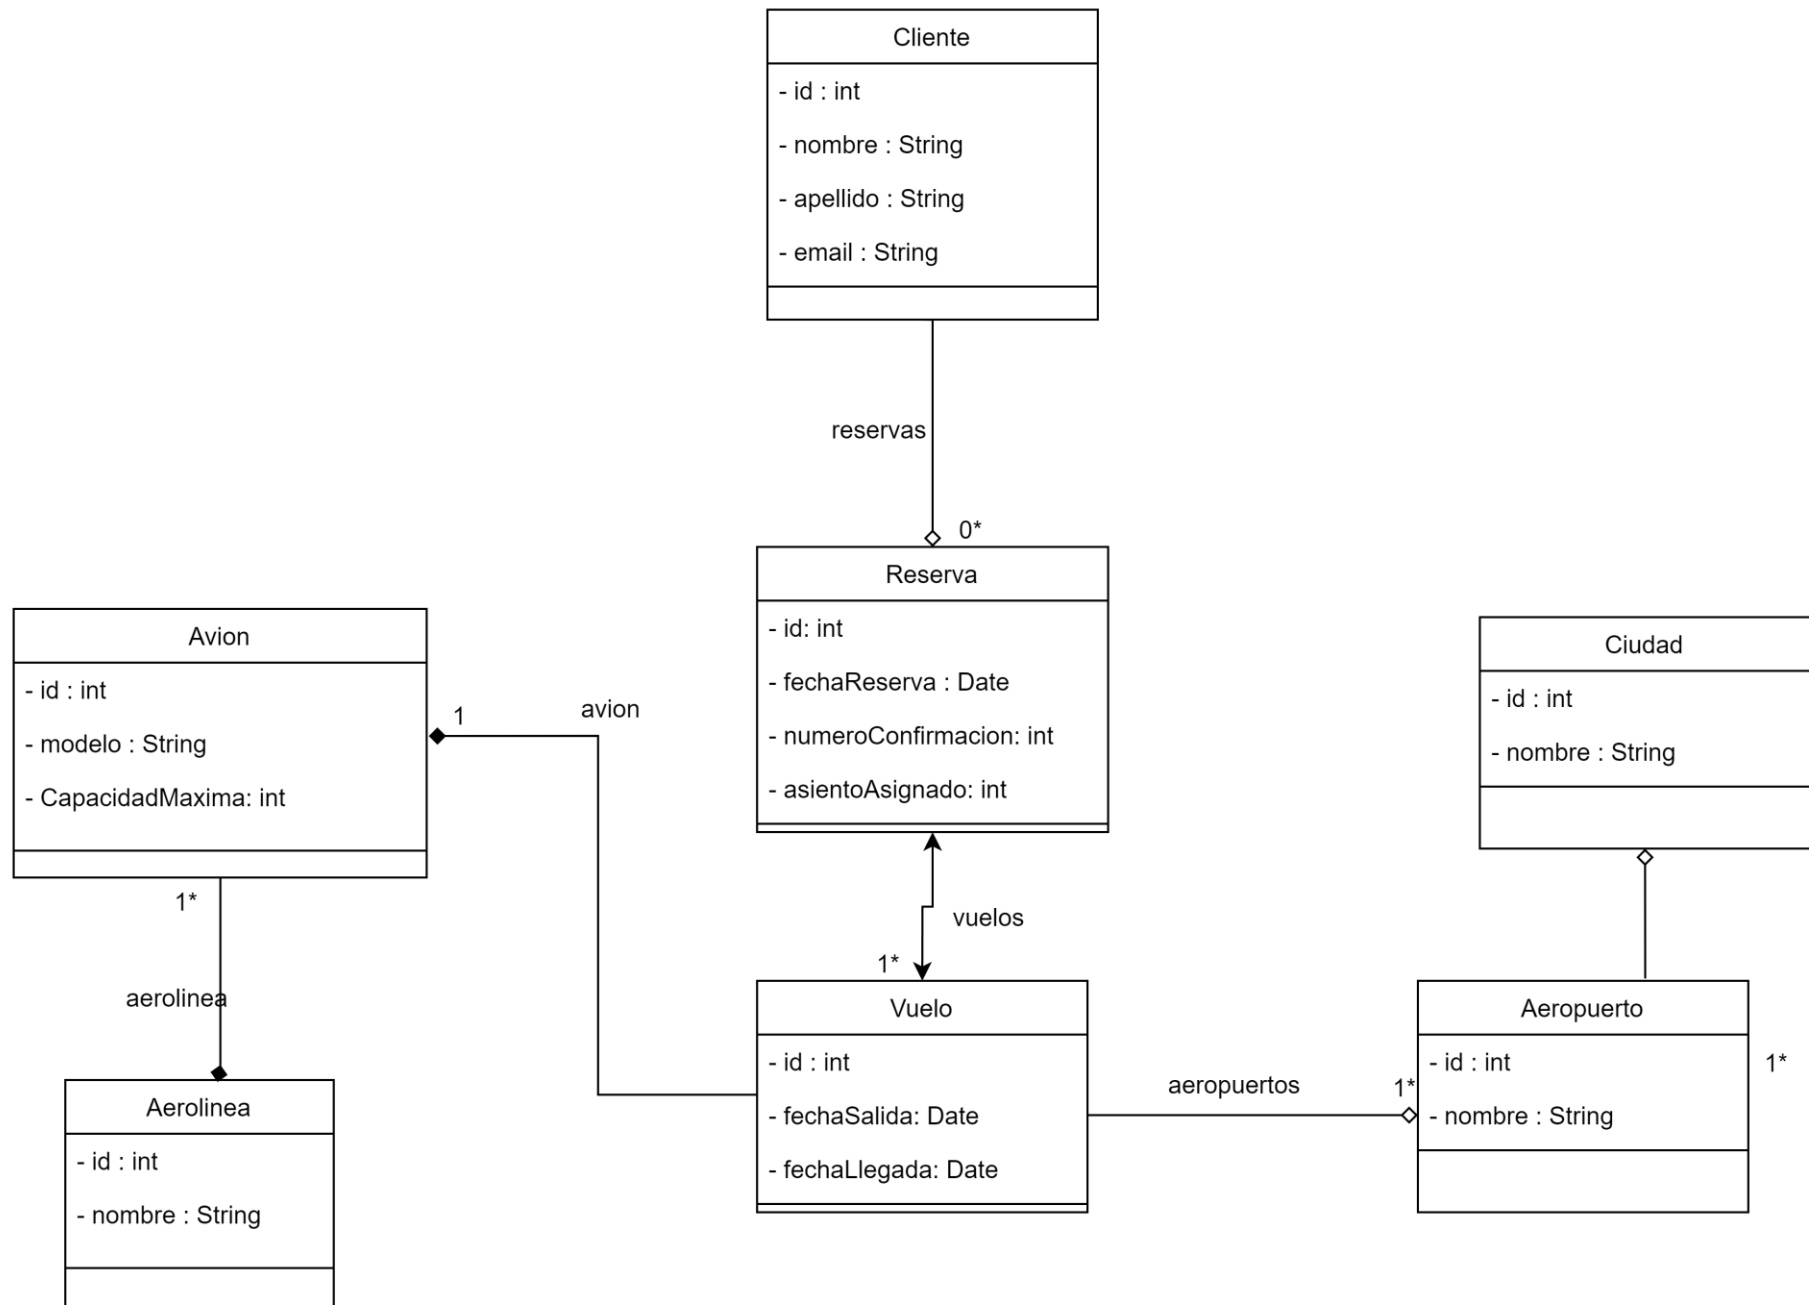 Cliente
- id : int
- nombre : String
- apellido : String
- email : String
reservas
0*
Reserva
- id: int
- fechaReserva : Date
- numeroConfirmacion: int
- asientoAsignado: int
Avion
- id : int
- modelo : String
- CapacidadMaxima: int
1
avion
Ciudad
- id : int
- nombre : String
1*
aerolinea
vuelos
1*
Aerolinea
- id : int
- nombre : String
Vuelo
- id : int
- fechaSalida: Date
- fechaLlegada: Date
aeropuertos
1*
Aeropuerto
- id : int
- nombre : String
1*